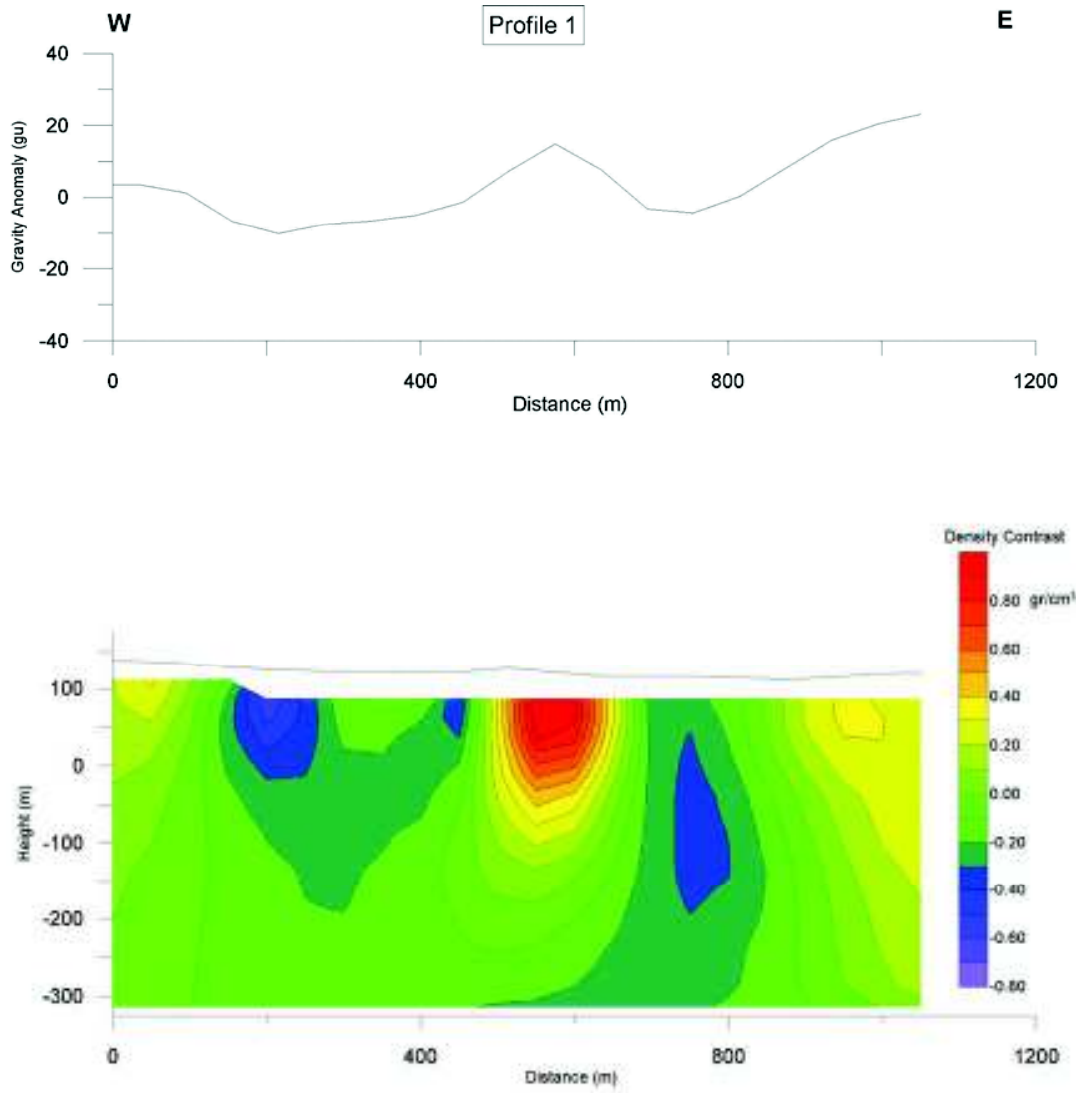 W
Profile 1
E
40
20
0
-20
-40
Gravity Anomaly (gu)
0
400
800
1200
Distance (m)
Density Contrast
0.80 gr/cm³
0.60
0.40
0.20
0.00
-0.20
-0.40
-0.60
-0.80
100
0
-100
-200
-300
Height (m)
0
400
800
1200
Distance (m)